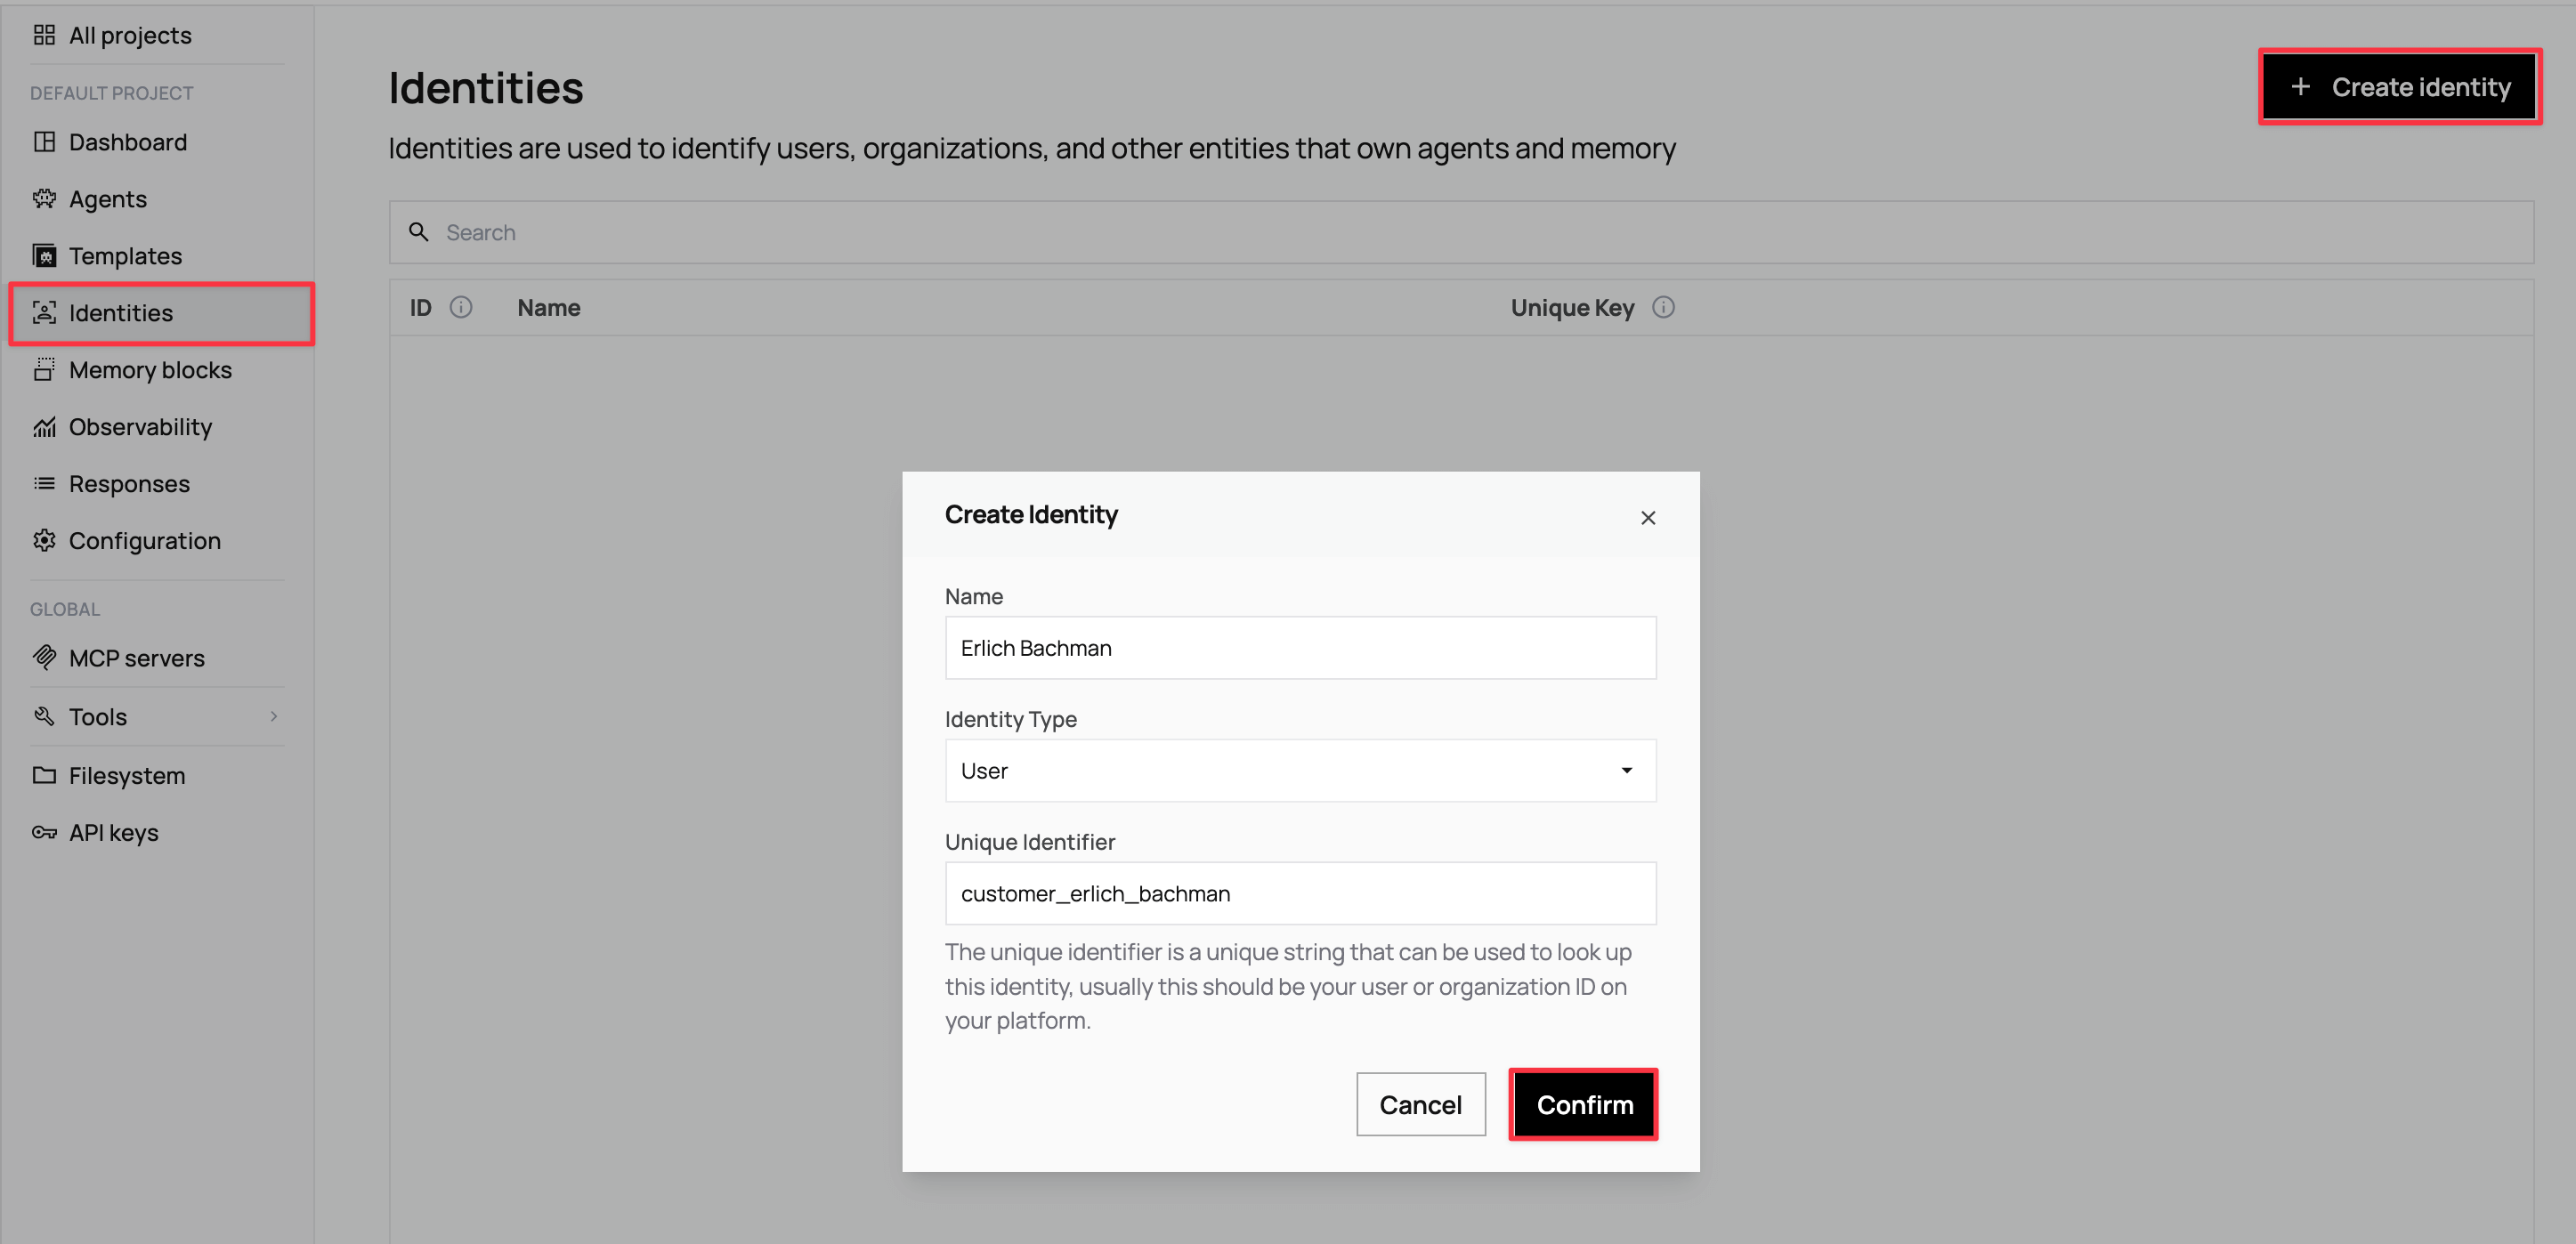 All projects
DEFAULT PROJECT
Dashboard
Agents
Templates
Identities
Memory blocks
Observability
Responses
Configuration
GLOBAL
MCP servers
Tools
Filesystem
API keys
Identities
+ Create identity
Identities are used to identify users, organizations, and other entities that own agents and memory
Search
ID Name Unique Key
Create Identity
Name
Erlich Bachman
Identity Type
User
Unique Identifier
customer_erlich_bachman
The unique identifier is a unique string that can be used to look up
this identity, usually this should be your user or organization ID on
your platform.
Cancel Confirm